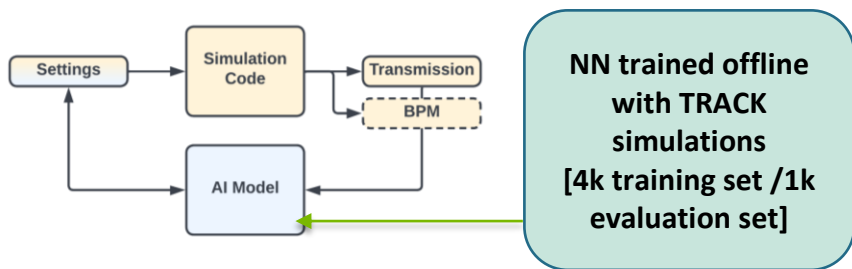 Settings
Simulation
Code
Transmission
BPM
AI Model
NN trained offline
with TRACK
simulations
[4k training set /1k
evaluation set]